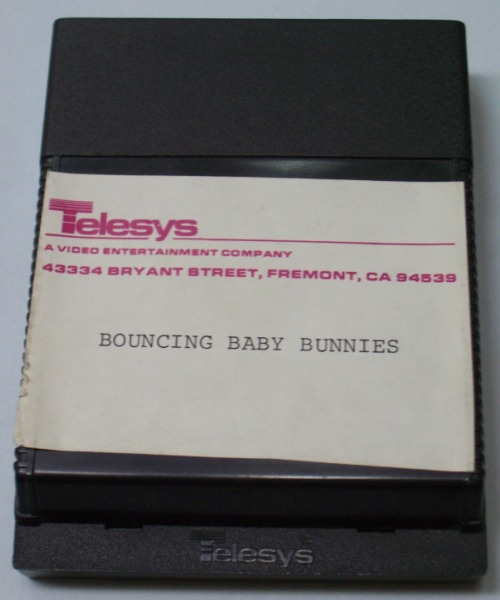 Telesys
A VIDEO ENTERTAINMENT COMPANY
43334 BRYANT STREET, FREMONT, CA 94539
BOUNCING BABY BUNNIES
Telesys